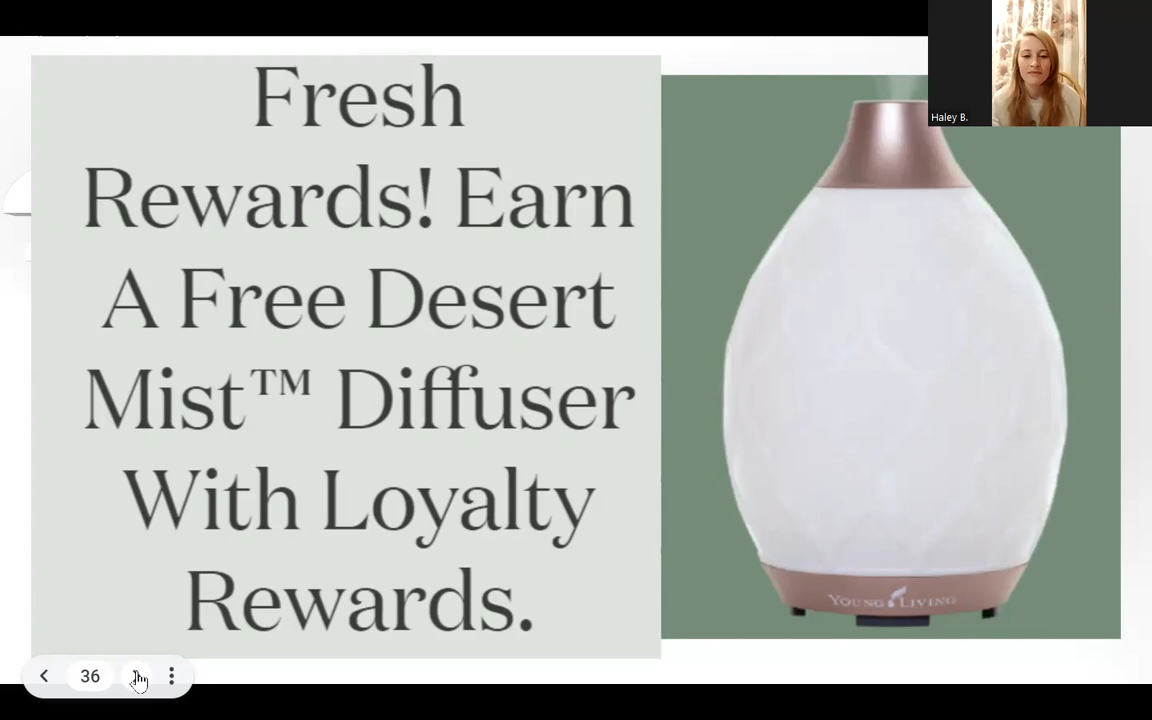 Fresh
Rewards! Earn
A Free Desert
Mist™ Diffuser
With Loyalty
Rewards.
Haley B.
YOUNG LIVING
36